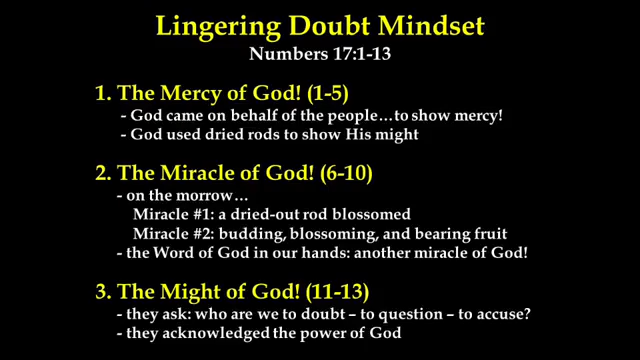 Lingering Doubt Mindset
Numbers 17:1-13
1. The Mercy of God! (1-5)
- God came on behalf of the people…to show mercy!
- God used dried rods to show His might
2. The Miracle of God! (6-10)
- on the morrow…
Miracle #1: a dried-out rod blossomed
Miracle #2: budding, blossoming, and bearing fruit
- the Word of God in our hands: another miracle of God!
3. The Might of God! (11-13)
- they ask: who are we to doubt – to question – to accuse?
- they acknowledged the power of God